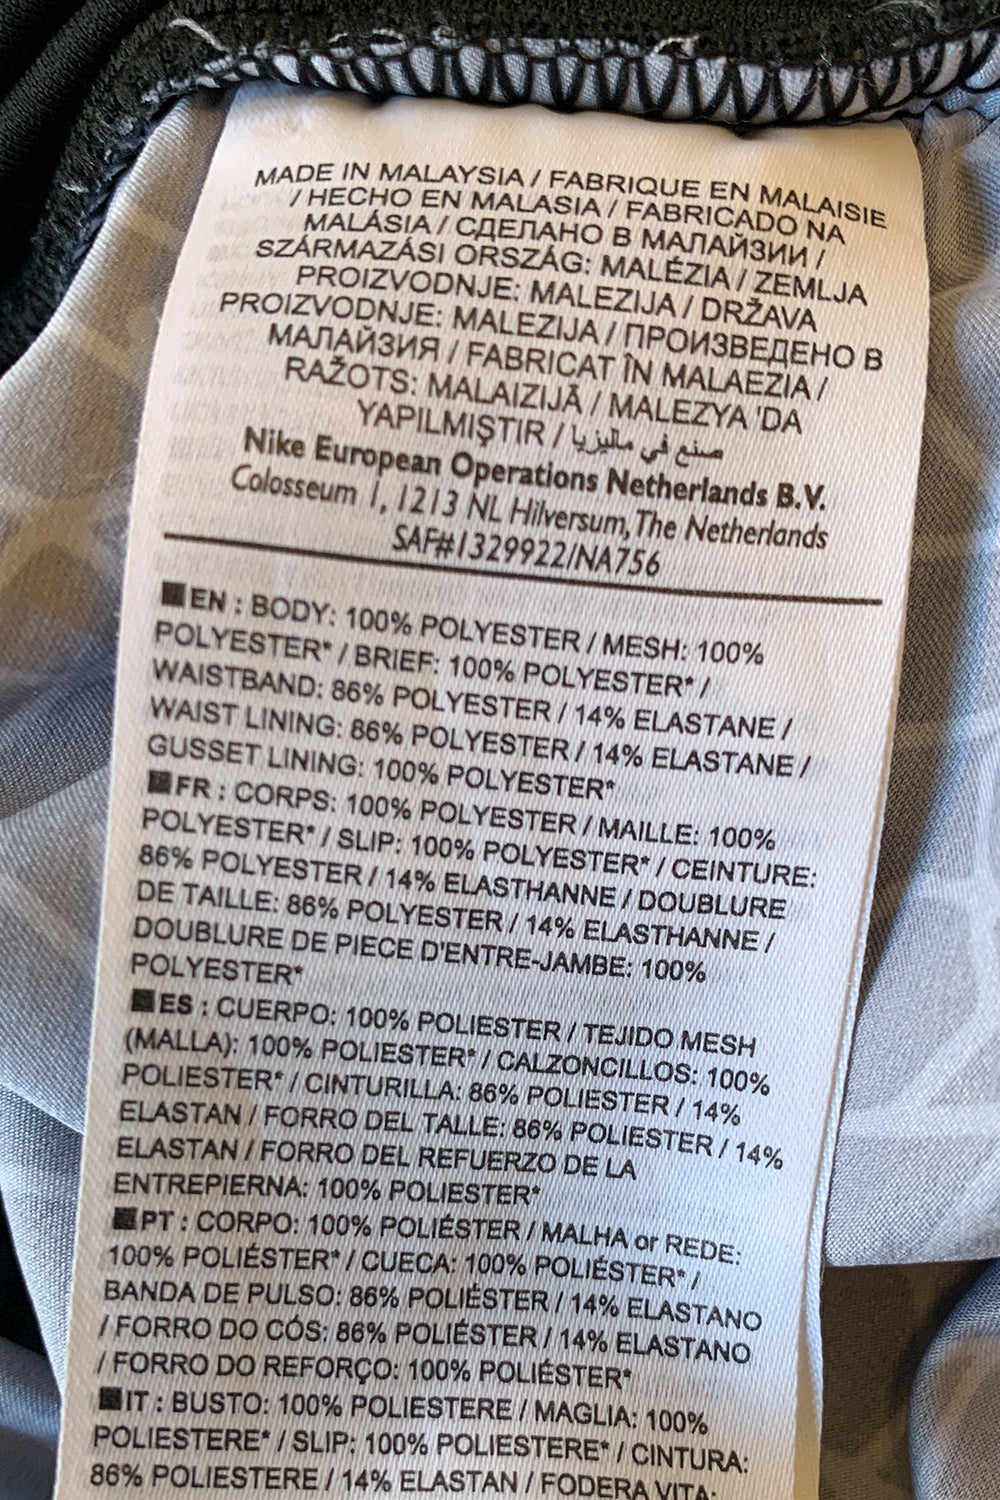 MADE IN MALAYSIA / FABRIQUE EN MALAISIE
/ HECHO EN MALASIA / FABRICADO NA
MALÁSIA / СДЕЛАНО В МАЛАЙЗИИ /
SZÁRMAZÁSI ORSZÁG: MALÉZIA / ZEMLJA
PROIZVODNJE: MALEZIJA / DRŽAVA
PROIZVODNJE: MALEZIJA / ПРОИЗВЕДЕНО В
МАЛАЙЗИЯ / FABRICAT ÎN MALAEZIA /
RAŽOTS: MALAIZIJĀ / MALEZYA 'DA
YAPILMIŞTIR / صنع في ماليزيا
Nike European Operations Netherlands B.V.
Colosseum 1, 1213 NL Hilversum, The Netherlands
SAF#1329922/NA756
EN : BODY: 100% POLYESTER / MESH: 100%
POLYESTER* / BRIEF: 100% POLYESTER* /
WAISTBAND: 86% POLYESTER / 14% ELASTANE /
WAIST LINING: 86% POLYESTER / 14% ELASTANE /
GUSSET LINING: 100% POLYESTER*
FR : CORPS: 100% POLYESTER / MAILLE: 100%
POLYESTER* / SLIP: 100% POLYESTER* / CEINTURE:
86% POLYESTER / 14% ELASTHANNE / DOUBLURE
DE TAILLE: 86% POLYESTER / 14% ELASTHANNE /
DOUBLURE DE PIECE D'ENTRE-JAMBE: 100%
POLYESTER*
ES : CUERPO: 100% POLIESTER / TEJIDO MESH
(MALLA): 100% POLIESTER* / CALZONCILLOS: 100%
POLIESTER* / CINTURILLA: 86% POLIESTER / 14%
ELASTAN / FORRO DEL TALLE: 86% POLIESTER / 14%
ELASTAN / FORRO DEL REFUERZO DE LA
ENTREPIERNA: 100% POLIESTER*
PT : CORPO: 100% POLIÉSTER / MALHA or REDE:
100% POLIÉSTER* / CUECA: 100% POLIÉSTER* /
BANDA DE PULSO: 86% POLIÉSTER / 14% ELASTANO
/ FORRO DO CÓS: 86% POLIÉSTER / 14% ELASTANO
/ FORRO DO REFORÇO: 100% POLIÉSTER*
IT : BUSTO: 100% POLIESTERE / MAGLIA: 100%
POLIESTERE* / SLIP: 100% POLIESTERE* / CINTURA:
86% POLIESTERE / 14% ELASTAN / FODERA VITA: